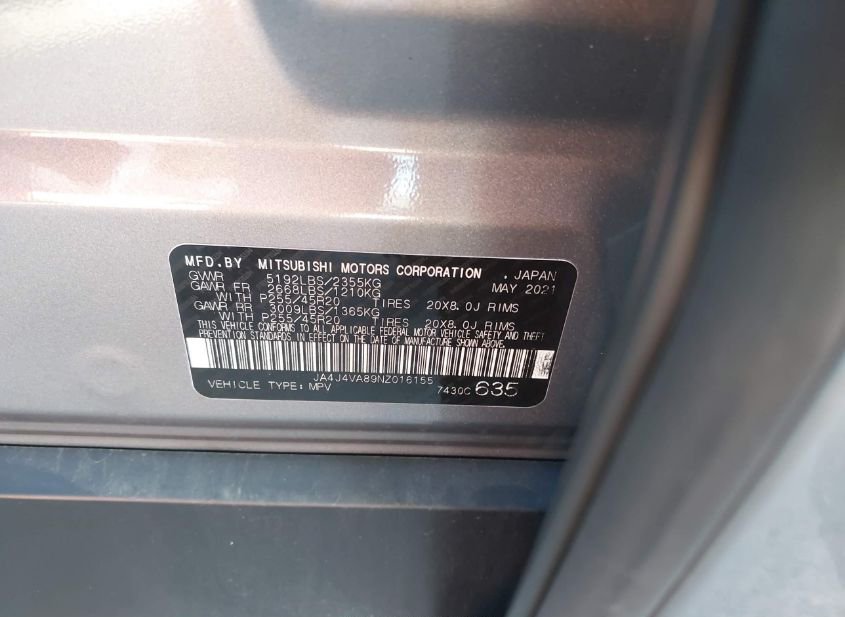 MFD.BY MITSUBISHI MOTORS CORPORATION . JAPAN
GVWR 5192LBS/2355KG MAY 2021
GAWR FR 2668LBS/1210KG
WITH P255/45R20 TIRES 20X8.0J RIMS
GAWR RR 3009LBS/1365KG
WITH P255/45R20 TIRES 20X8.0J RIMS
THIS VEHICLE CONFORMS TO ALL APPLICABLE FEDERAL MOTOR VEHICLE SAFETY AND THEFT
PREVENTION STANDARDS IN EFFECT ON THE DATE OF MANUFACTURE SHOWN ABOVE.
JA4J4VA89NZ016155
VEHICLE TYPE: MPV 7430C 635